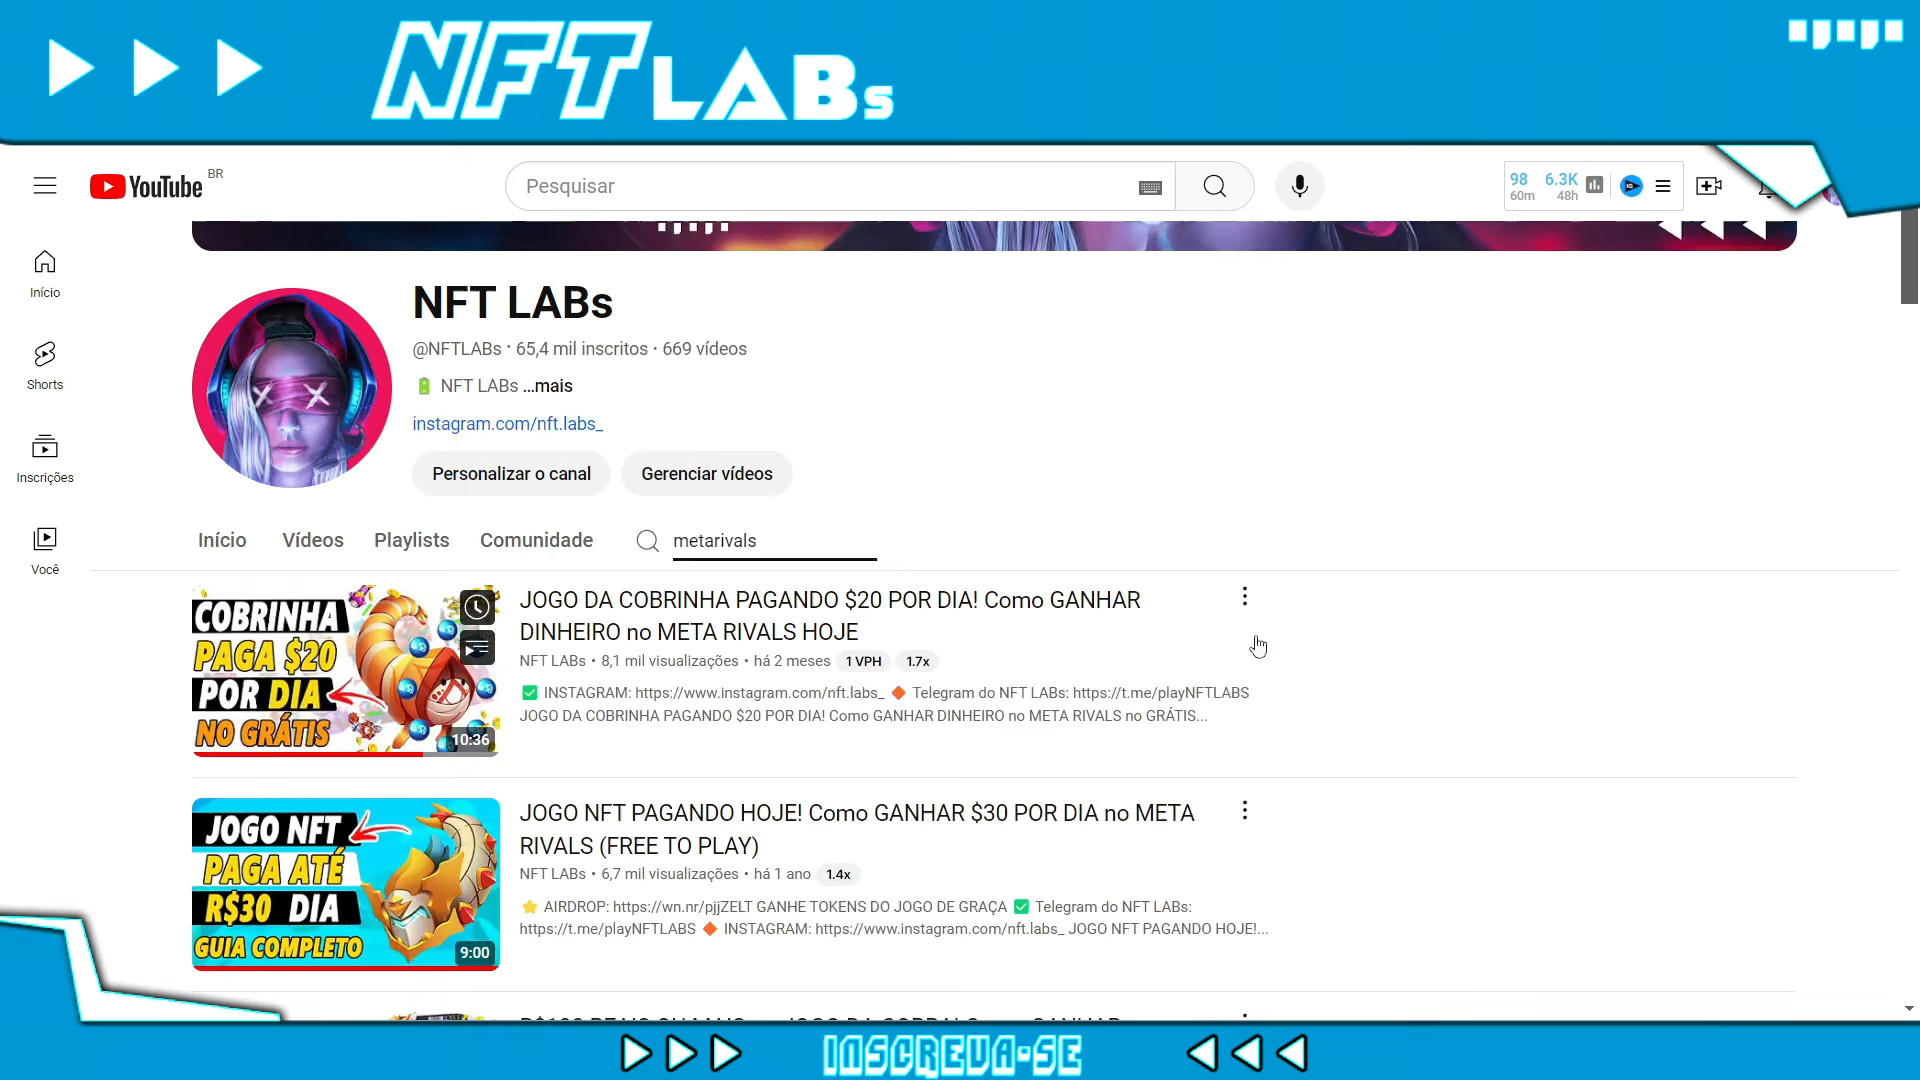 NFT LABs
YouTube BR
Pesquisar
98 6.3K
60m 48h
Início
Shorts
Inscrições
Você
NFT LABs
@NFTLABs · 65,4 mil inscritos · 669 vídeos
NFT LABs ...mais
instagram.com/nft.labs_
Personalizar o canal Gerenciar vídeos
Início Vídeos Playlists Comunidade metarivals
COBRINHA
PAGA $20
POR DIA
NO GRÁTIS
10:36
JOGO DA COBRINHA PAGANDO $20 POR DIA! Como GANHAR
DINHEIRO no META RIVALS HOJE
NFT LABs • 8,1 mil visualizações • há 2 meses 1 VPH 1.7x
✅ INSTAGRAM: https://www.instagram.com/nft.labs_ 🔶 Telegram do NFT LABs: https://t.me/playNFTLABS
JOGO DA COBRINHA PAGANDO $20 POR DIA! Como GANHAR DINHEIRO no META RIVALS no GRÁTIS...
JOGO NFT
PAGA ATÉ
R$30 DIA
GUIA COMPLETO
9:00
JOGO NFT PAGANDO HOJE! Como GANHAR $30 POR DIA no META
RIVALS (FREE TO PLAY)
NFT LABs • 6,7 mil visualizações • há 1 ano 1.4x
⭐ AIRDROP: https://wn.nr/pjjZELT GANHE TOKENS DO JOGO DE GRAÇA ✅ Telegram do NFT LABs:
https://t.me/playNFTLABS 🔶 INSTAGRAM: https://www.instagram.com/nft.labs_ JOGO NFT PAGANDO HOJE!...
INSCREVA-SE